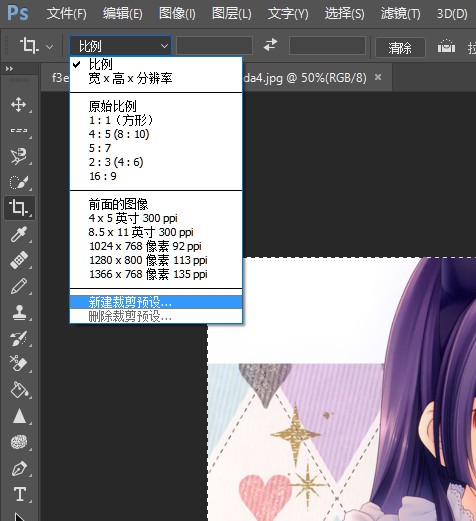 Ps 文件(F) 编辑(E) 图像(I) 图层(L) 文字(Y) 选择(S) 滤镜(T) 3D(D)
比例 清除
f3e da4.jpg @ 50%(RGB/8) ×
比例
宽 x 高 x 分辨率
原始比例
1 : 1（方形）
4 : 5 (8 : 10)
5 : 7
2 : 3 (4 : 6)
16 : 9
前面的图像
4 x 5 英寸 300 ppi
8.5 x 11 英寸 300 ppi
1024 x 768 像素 92 ppi
1280 x 800 像素 113 ppi
1366 x 768 像素 135 ppi
新建裁剪预设...
删除裁剪预设...
T